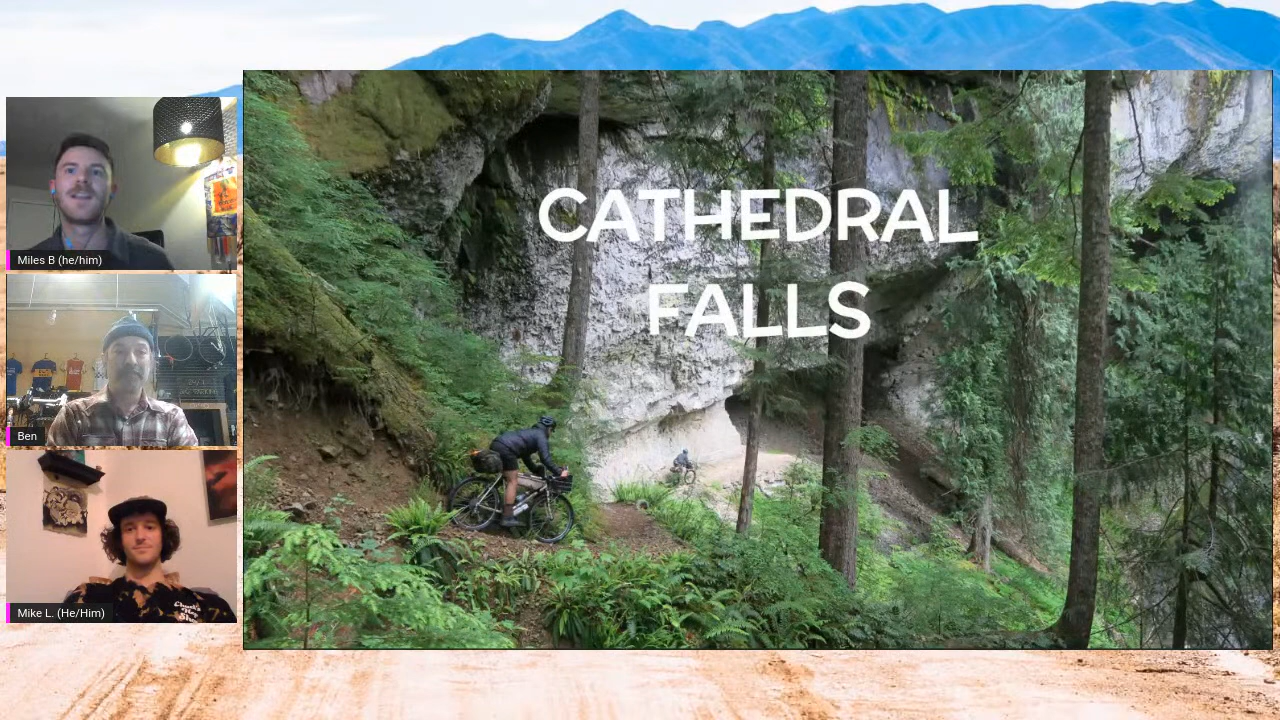 Miles B (he/him)
Ben
Mike L. (He/Him)
CATHEDRAL
FALLS